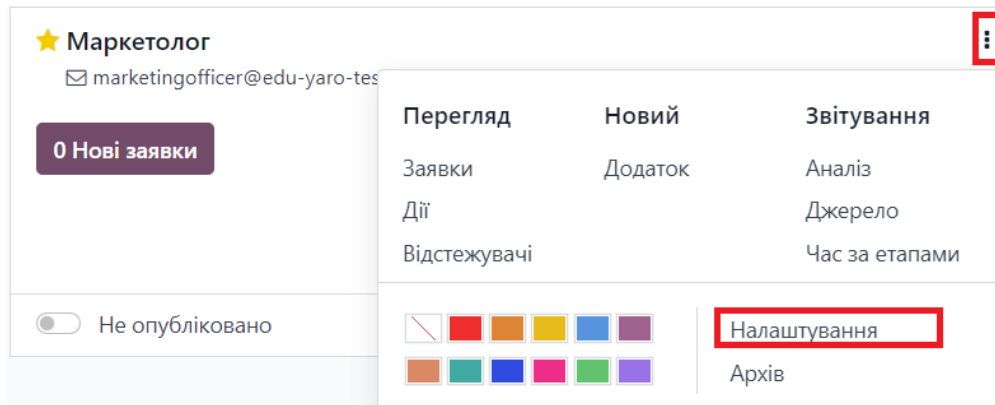 Маркетолог
marketingofficer@edu-yaro-tes
0 Нові заявки
Не опубліковано
Перегляд Новий Звітування
Заявки Додаток Аналіз
Дії Джерело
Відстежувачі Час за етапами
Налаштування
Архів